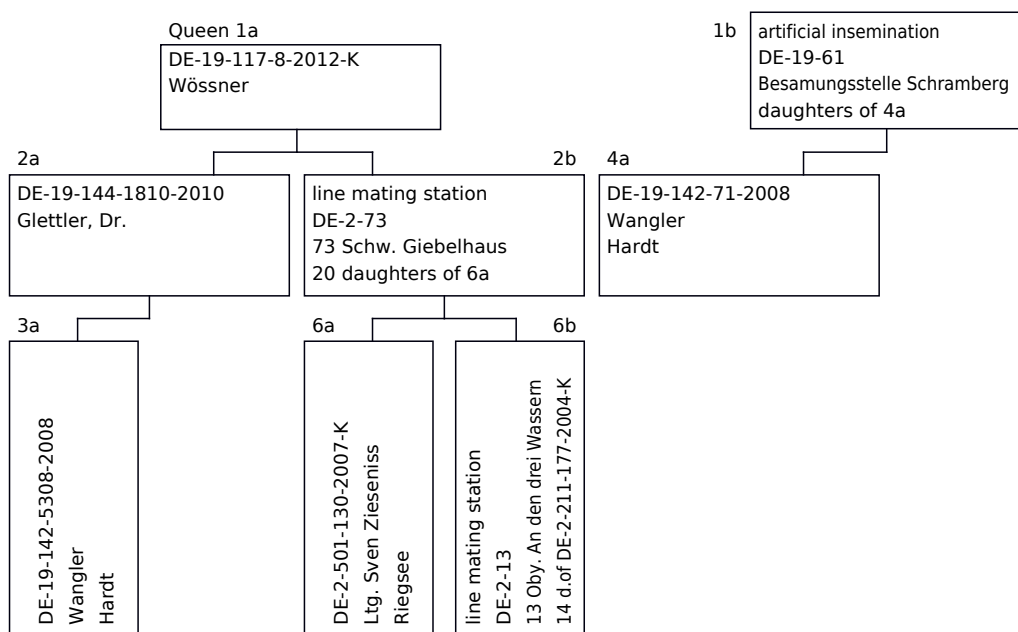 Queen 1a
DE-19-117-8-2012-K
Wössner
1b
artificial insemination
DE-19-61
Besamungsstelle Schramberg
daughters of 4a
2a
DE-19-144-1810-2010
Glettler, Dr.
2b
line mating station
DE-2-73
73 Schw. Giebelhaus
20 daughters of 6a
4a
DE-19-142-71-2008
Wangler
Hardt
3a
DE-19-142-5308-2008
Wangler
Hardt
6a
DE-2-501-130-2007-K
Ltg. Sven Zieseniss
Riegsee
6b
line mating station
DE-2-13
13 Oby. An den drei Wassern
14 d.of DE-2-211-177-2004-K